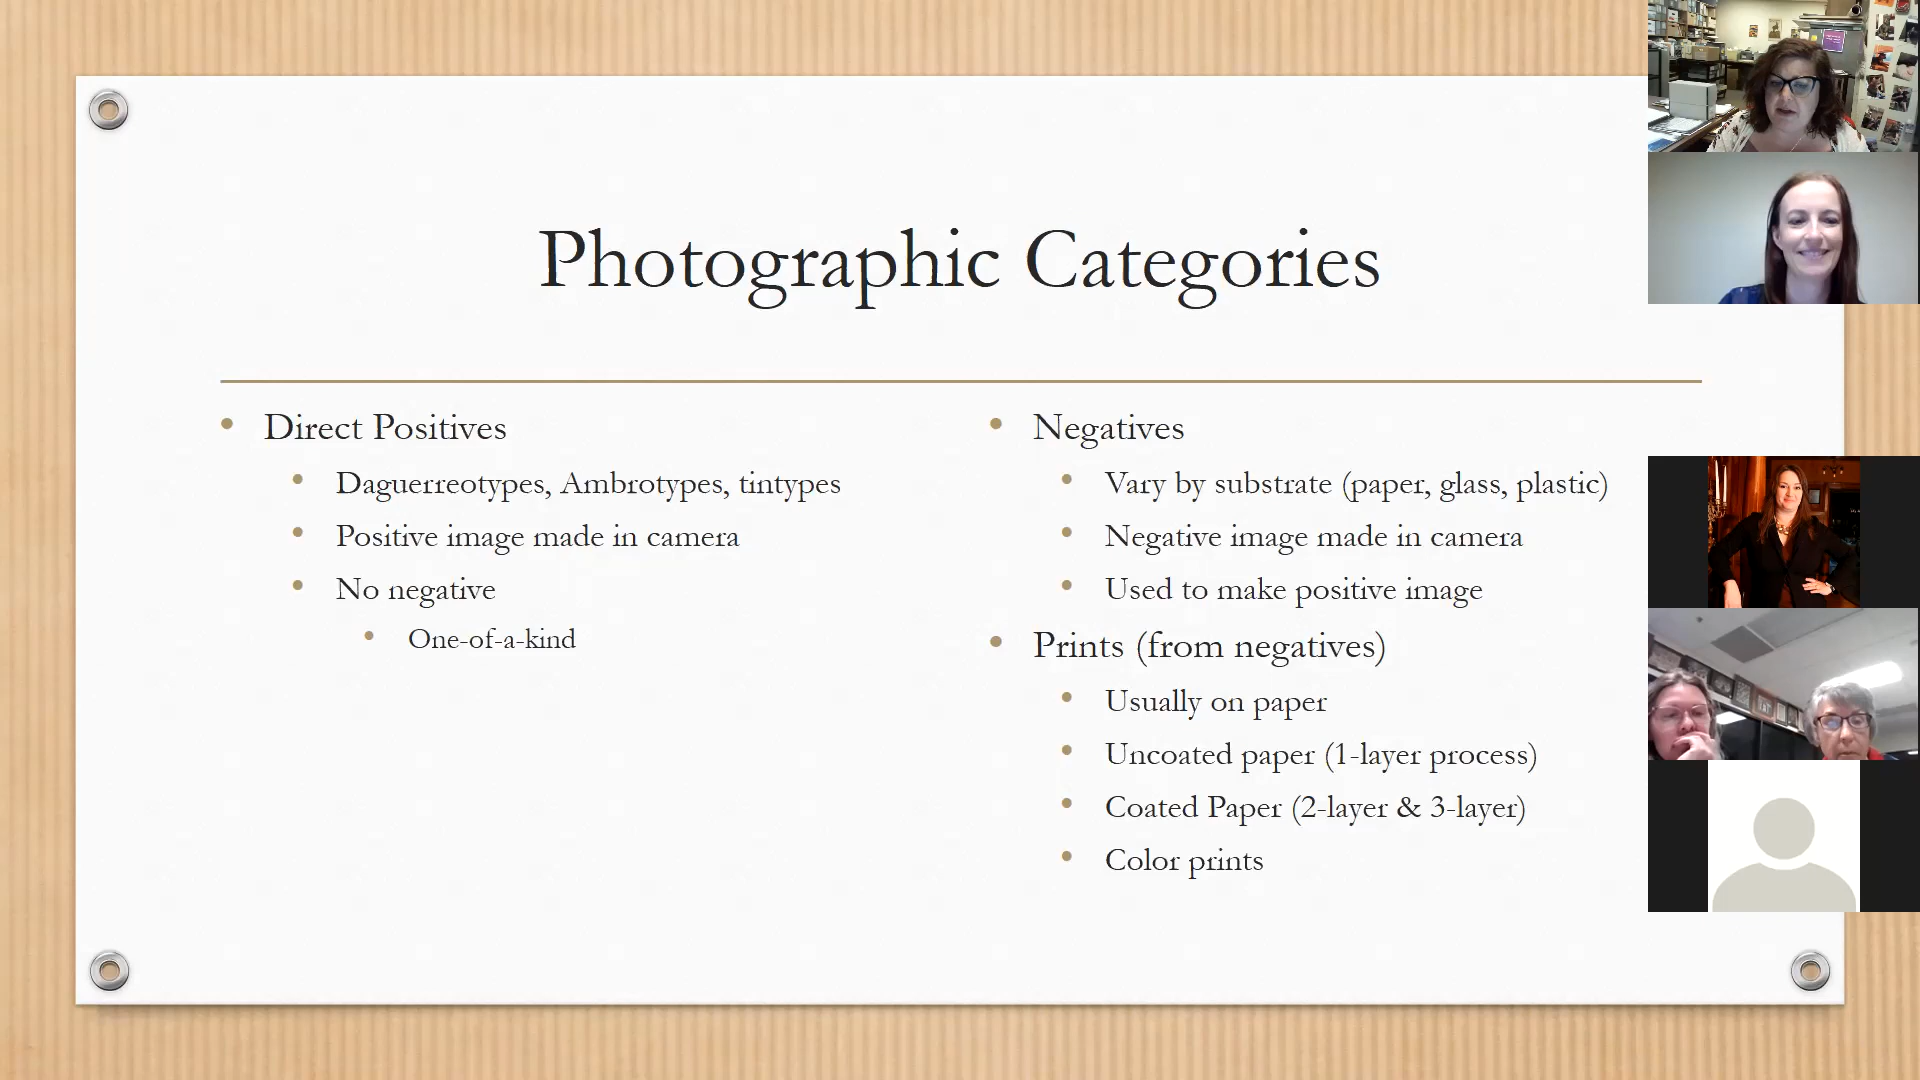 Photographic Categories
Direct Positives
Daguerreotypes, Ambrotypes, tintypes
Positive image made in camera
No negative
One-of-a-kind
Negatives
Vary by substrate (paper, glass, plastic)
Negative image made in camera
Used to make positive image
Prints (from negatives)
Usually on paper
Uncoated paper (1-layer process)
Coated Paper (2-layer & 3-layer)
Color prints